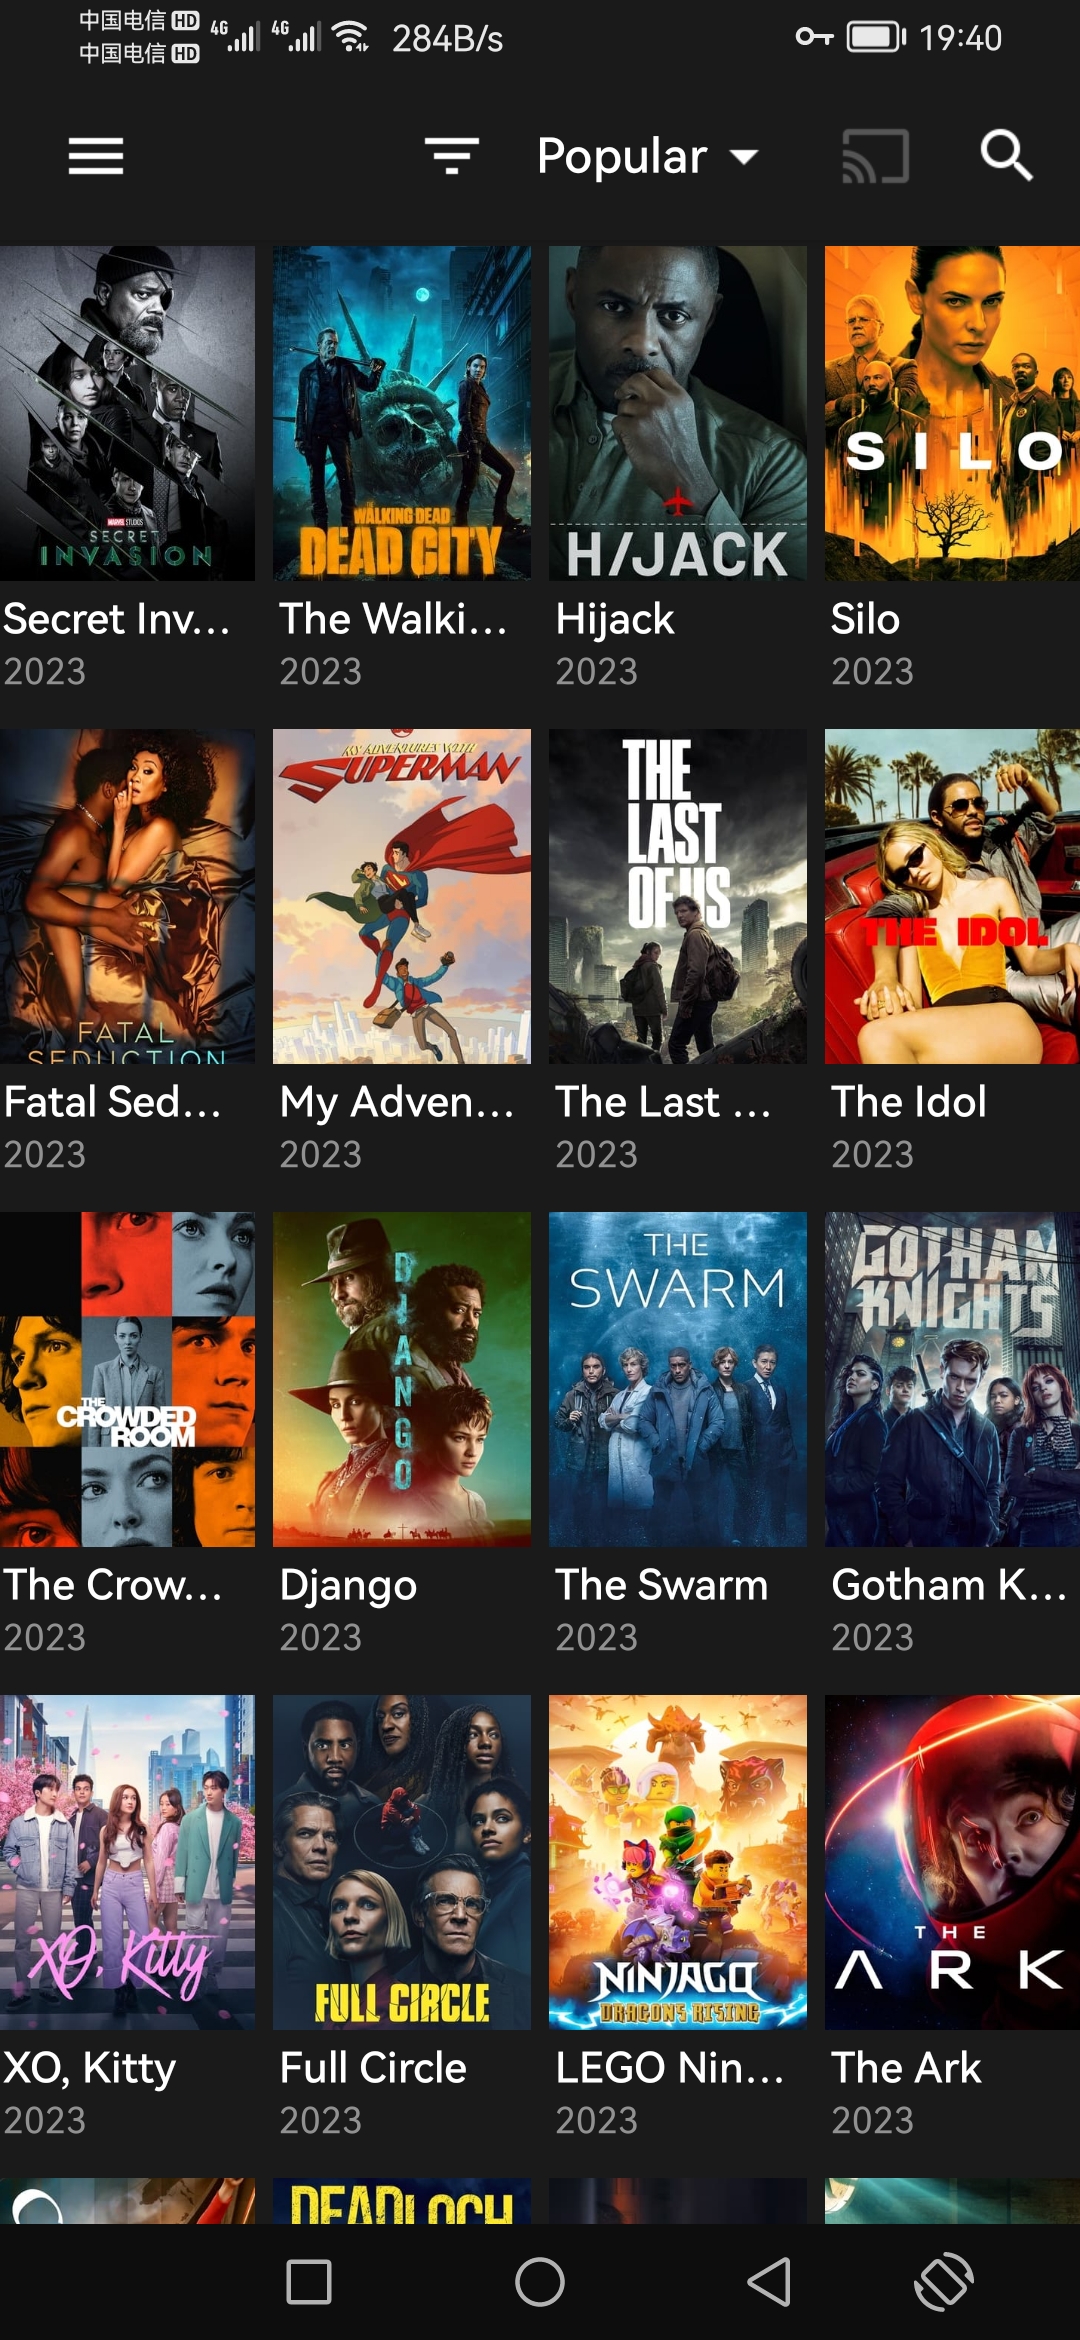 中国电信 HD 4G 4G 284B/s 19:40
中国电信 HD
Popular
MARVEL STUDIOS
SECRET
INVASION
THE WALKING DEAD
DEAD CITY
H/JACK
SILO
Secret Inv...
The Walki...
Hijack
Silo
2023
2023
2023
2023
FATAL
SEDUCTION
MY ADVENTURES WITH
SUPERMAN
THE
LAST
OF US
THE IDOL
Fatal Sed...
My Adven...
The Last ...
The Idol
2023
2023
2023
2023
THE
CROWDED
ROOM
DJANGO
THE
SWARM
GOTHAM
KNIGHTS
The Crow...
Django
The Swarm
Gotham K...
2023
2023
2023
2023
XO, Kitty
FULL CIRCLE
NINJAGO
DRAGONS RISING
THE
ARK
XO, Kitty
Full Circle
LEGO Nin...
The Ark
2023
2023
2023
2023
DEADLOCH